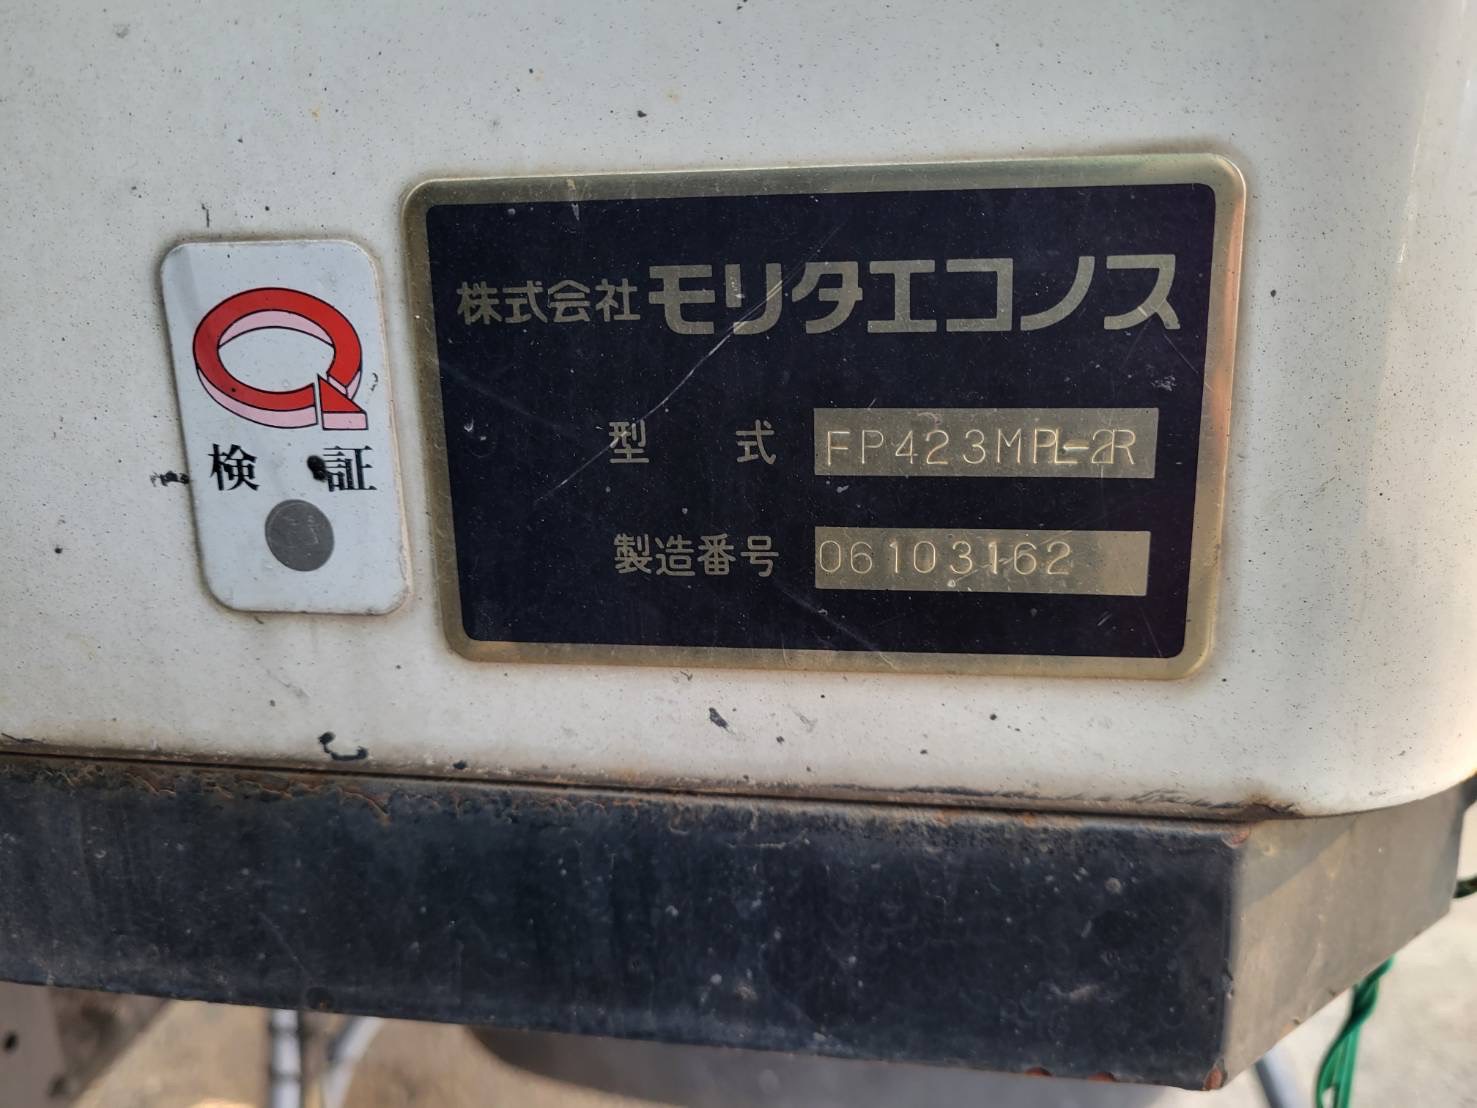 検 証
株式会社モリタエコノス
型 式 FP423MPL-2R
製造番号 06103162